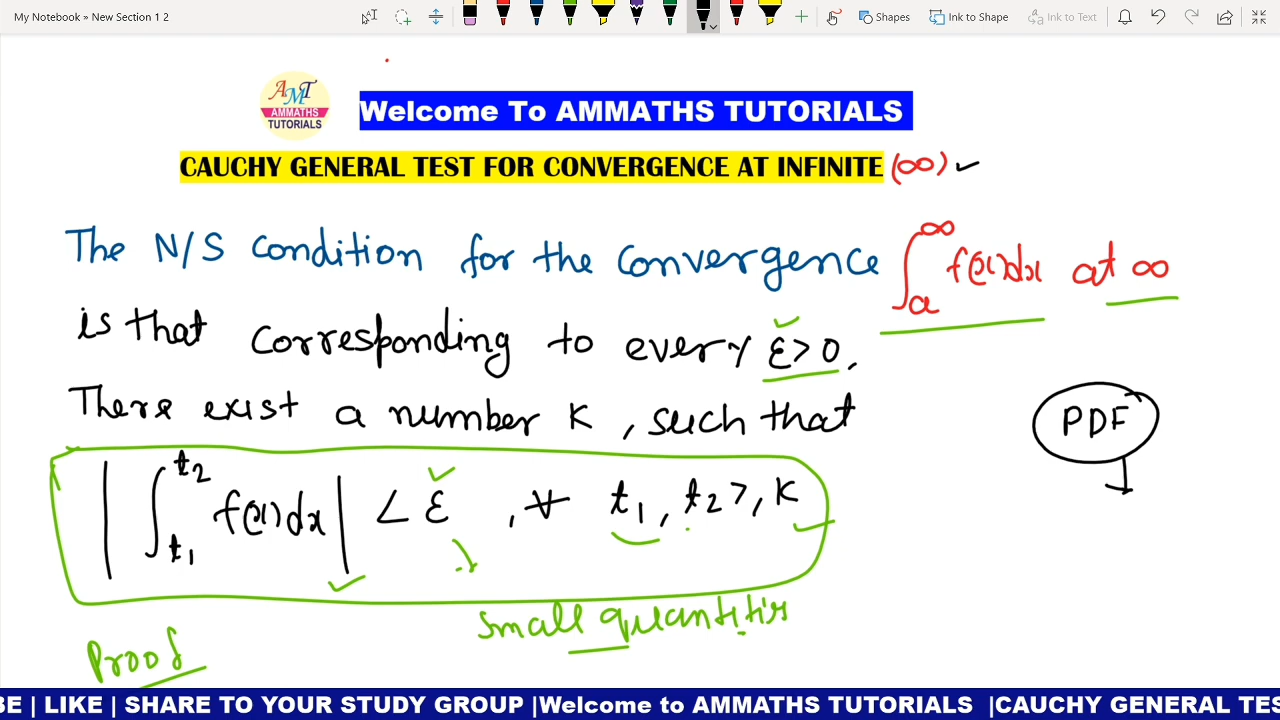 My Notebook » New Section 1 2
Shapes
Ink to Shape
Ink to Text
AMT
AMMATHS
TUTORIALS
Welcome To AMMATHS TUTORIALS
CAUCHY GENERAL TEST FOR CONVERGENCE AT INFINITE (∞) ✓
The N/S condition for the convergence ∫_a^∞ f(x)dx at ∞
is that corresponding to every ε>0,
There exist a number K, such that
|∫_{t1}^{t2} f(x)dx| < ε, ∀ t1, t2 ≥, K
PDF
small quantities
Proof
BE | LIKE | SHARE TO YOUR STUDY GROUP |Welcome to AMMATHS TUTORIALS |CAUCHY GENERAL TES